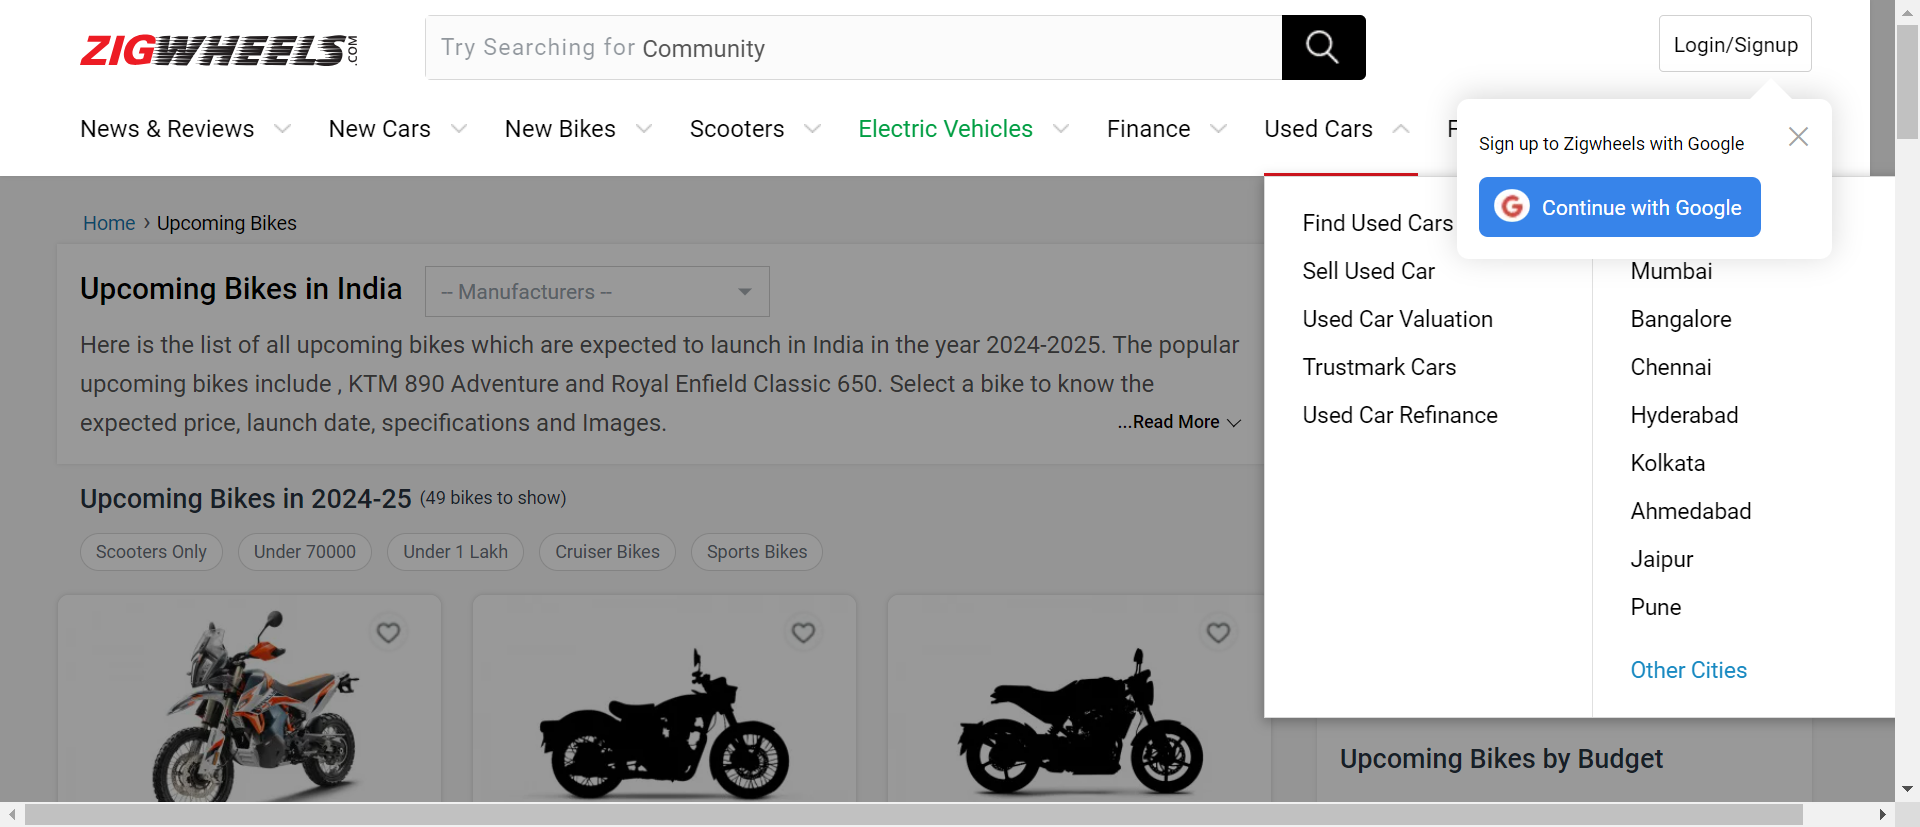 ZIGWHEELS.COM
Try Searching for Community
Login/Signup
News & Reviews
New Cars
New Bikes
Scooters
Electric Vehicles
Finance
Used Cars
Sign up to Zigwheels with Google
Continue with Google
Home › Upcoming Bikes
Find Used Cars
Sell Used Car
Used Car Valuation
Trustmark Cars
Used Car Refinance
Mumbai
Bangalore
Chennai
Hyderabad
Kolkata
Ahmedabad
Jaipur
Pune
Other Cities
Upcoming Bikes in India
-- Manufacturers --
Here is the list of all upcoming bikes which are expected to launch in India in the year 2024-2025. The popular
upcoming bikes include , KTM 890 Adventure and Royal Enfield Classic 650. Select a bike to know the
expected price, launch date, specifications and Images.
...Read More
Upcoming Bikes in 2024-25 (49 bikes to show)
Scooters Only
Under 70000
Under 1 Lakh
Cruiser Bikes
Sports Bikes
Upcoming Bikes by Budget